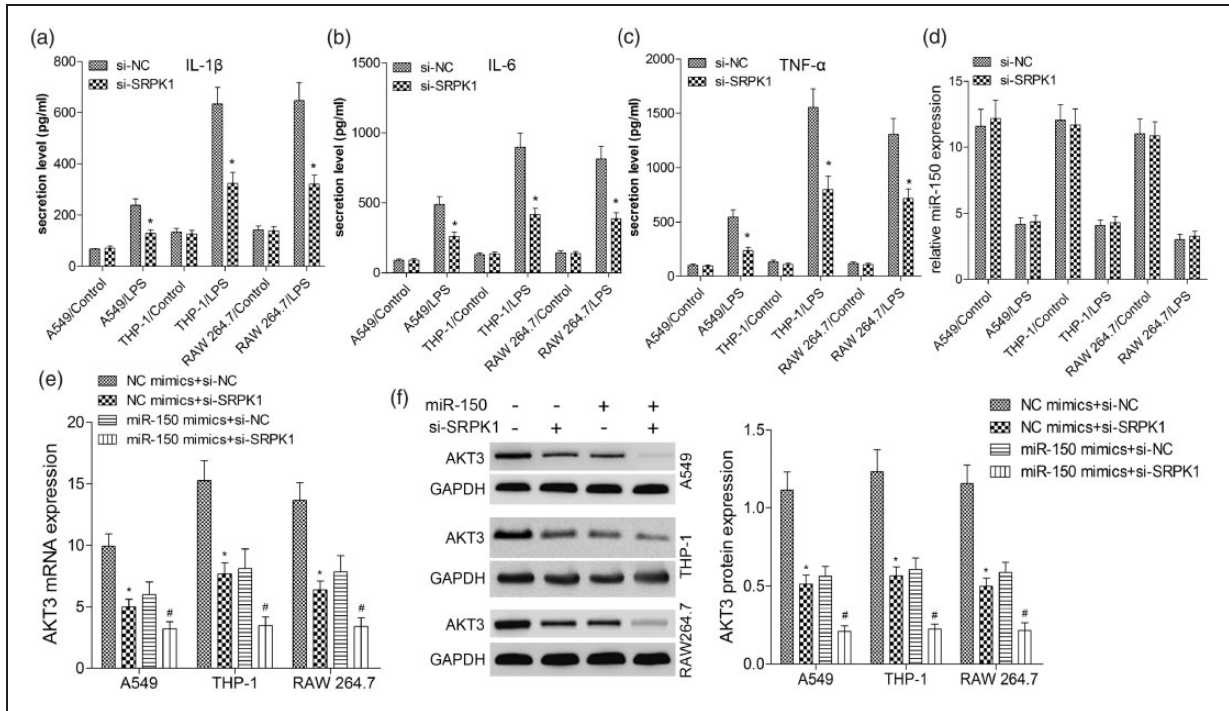 (a)
si-NC
si-SRPK1
IL-1β
secretion level (pg/ml)
800
600
400
200
0
A549/Control
A549/LPS
THP-1/Control
THP-1/LPS
RAW 264.7/Control
RAW 264.7/LPS
* * *
(b)
si-NC
si-SRPK1
IL-6
secretion level (pg/ml)
1500
1000
500
0
A549/Control
A549/LPS
THP-1/Control
THP-1/LPS
RAW 264.7/Control
RAW 264.7/LPS
* * *
(c)
si-NC
si-SRPK1
TNF-α
secretion level (pg/ml)
2000
1500
1000
500
0
A549/Control
A549/LPS
THP-1/Control
THP-1/LPS
RAW 264.7/Control
RAW 264.7/LPS
* * *
(d)
si-NC
si-SRPK1
relative miR-150 expression
15
10
5
0
A549/Control
A549/LPS
THP-1/Control
THP-1/LPS
RAW 264.7/Control
RAW 264.7/LPS
(e)
NC mimics+si-NC
NC mimics+si-SRPK1
miR-150 mimics+si-NC
miR-150 mimics+si-SRPK1
AKT3 mRNA expression
20
15
10
5
0
* # * # * #
A549 THP-1 RAW 264.7
(f)
miR-150 - - + +
si-SRPK1 - + - +
AKT3
GAPDH
A549
AKT3
GAPDH
THP-1
AKT3
GAPDH
RAW264.7
NC mimics+si-NC
NC mimics+si-SRPK1
miR-150 mimics+si-NC
miR-150 mimics+si-SRPK1
AKT3 protein expression
1.5
1.0
0.5
0.0
* # * # * #
A549 THP-1 RAW 264.7